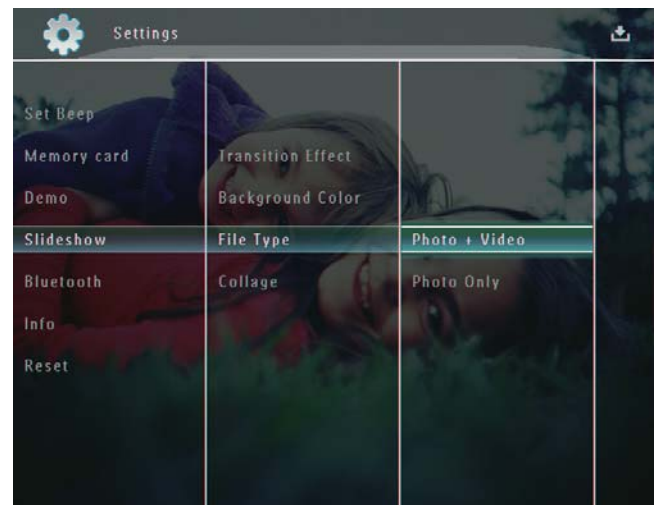 Settings
Set Beep
Memory card
Demo
Slideshow
Bluetooth
Info
Reset
Transition Effect
Background Color
File Type
Collage
Photo + Video
Photo Only